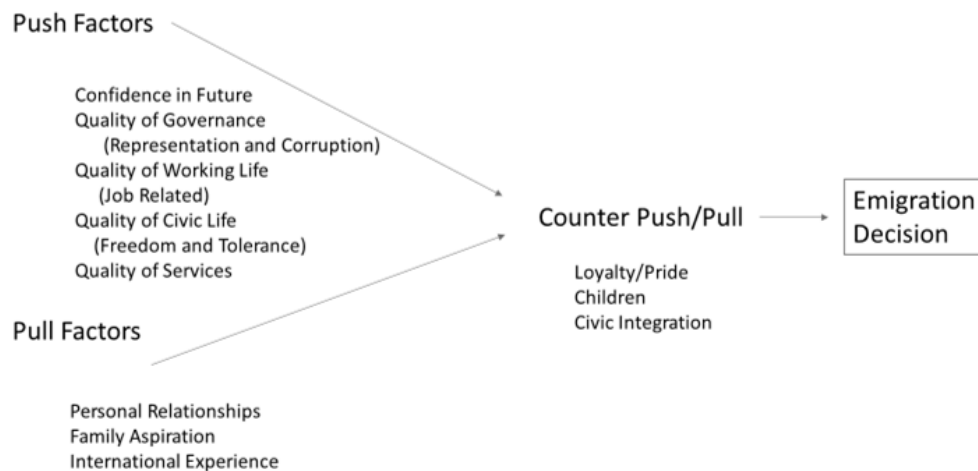 Push Factors
Confidence in Future
Quality of Governance
(Representation and Corruption)
Quality of Working Life
(Job Related)
Quality of Civic Life
(Freedom and Tolerance)
Quality of Services
Pull Factors
Personal Relationships
Family Aspiration
International Experience
Counter Push/Pull
Loyalty/Pride
Children
Civic Integration
Emigration
Decision